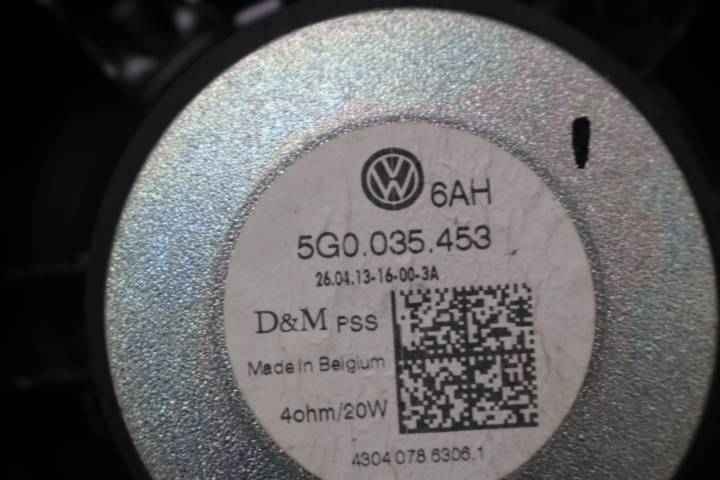 6AH
5G0.035.453
26.04.13-16-00-3A
D&M PSS
Made in Belgium
4ohm/20W
4304 078 6306.1